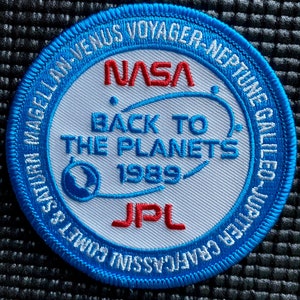 MAGELLAN-VENUS VOYAGER-NEPTUNE GALILEO-JUPITER CRAF/CASSINI COMET & SATURN
NASA
BACK TO
THE PLANETS
1989
JPL